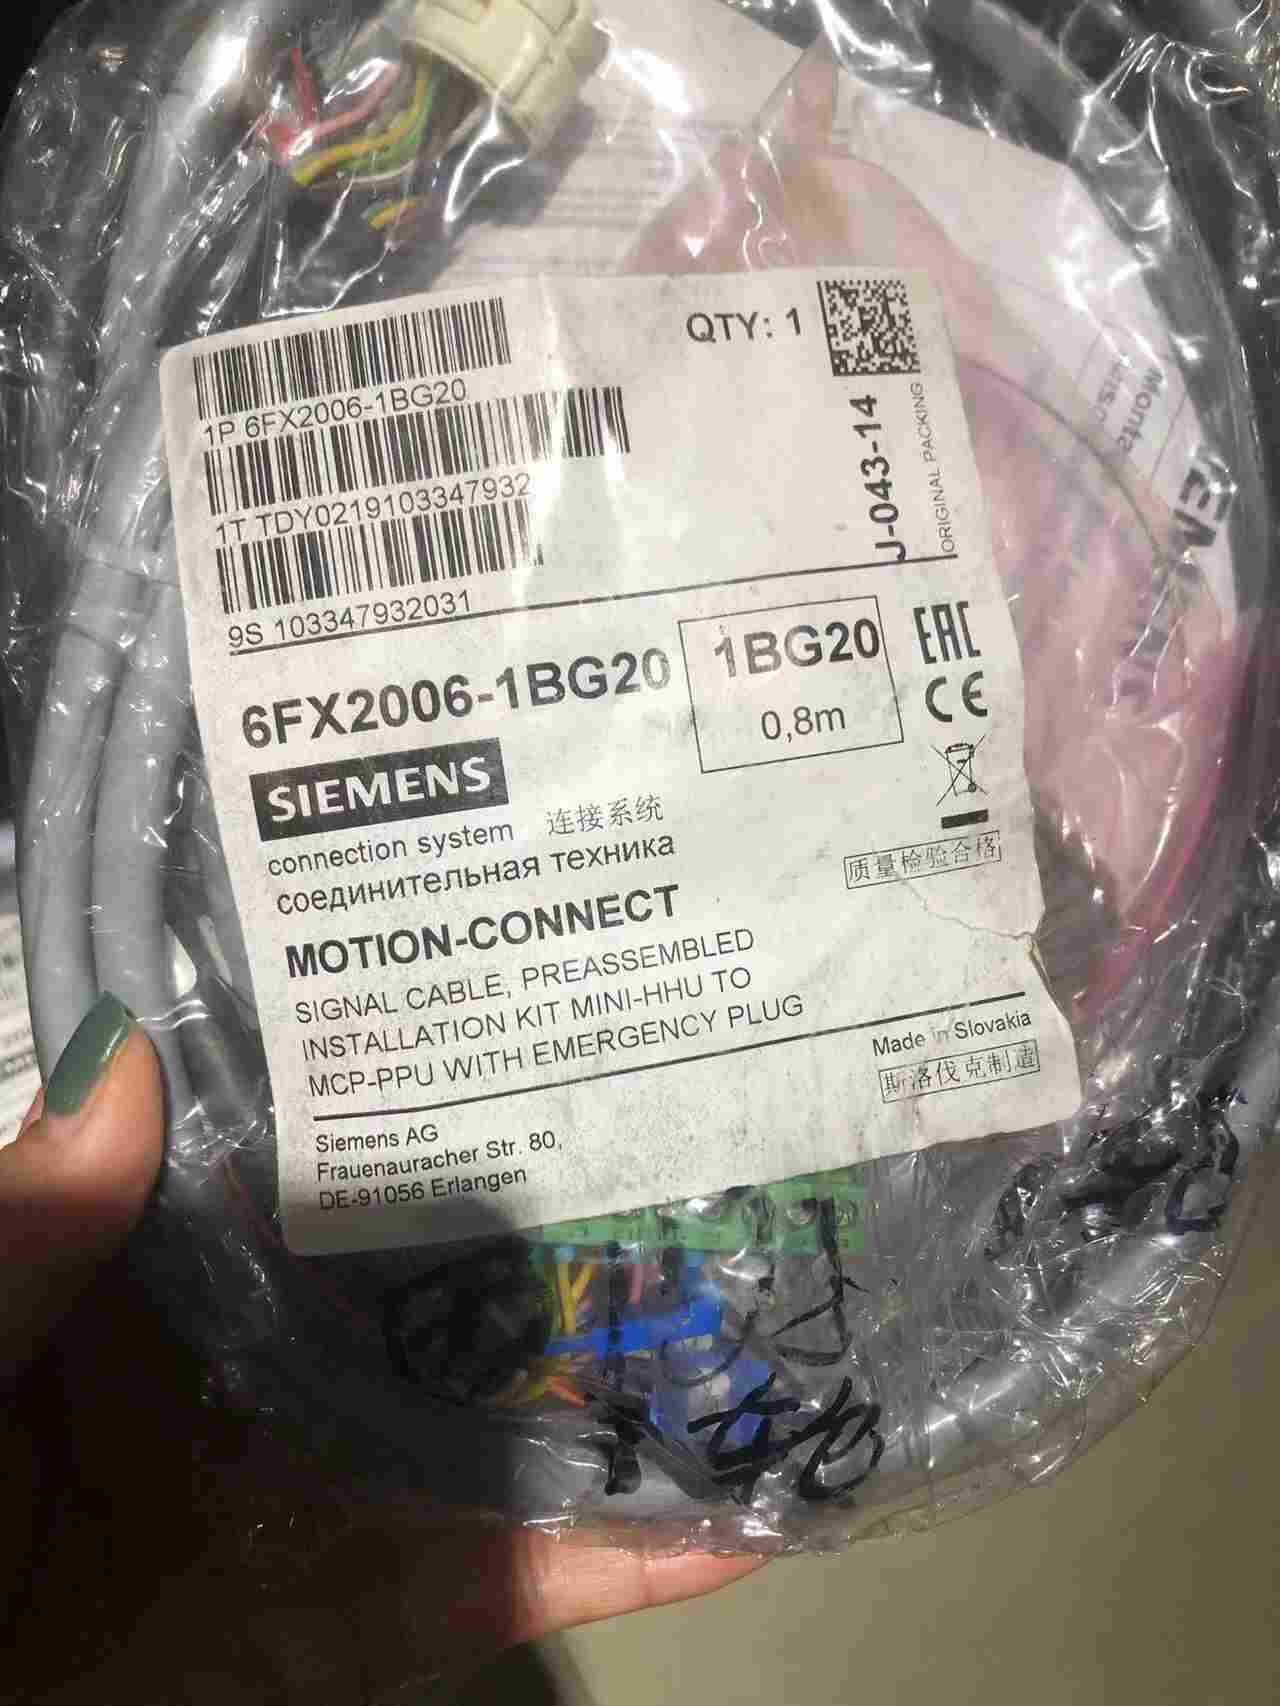 1P 6FX2006-1BG20
1T TDY0219103347932
9S 103347932031
QTY: 1
J-043-14
ORIGINAL PACKING
6FX2006-1BG20
1BG20
0,8m
EAC
CE
SIEMENS
connection system 连接系统
соединительная техника
质量检验合格
MOTION-CONNECT
SIGNAL CABLE, PREASSEMBLED
INSTALLATION KIT MINI-HHU TO
MCP-PPU WITH EMERGENCY PLUG
Made in Slovakia
斯洛伐克制造
Siemens AG
Frauenauracher Str. 80,
DE-91056 Erlangen